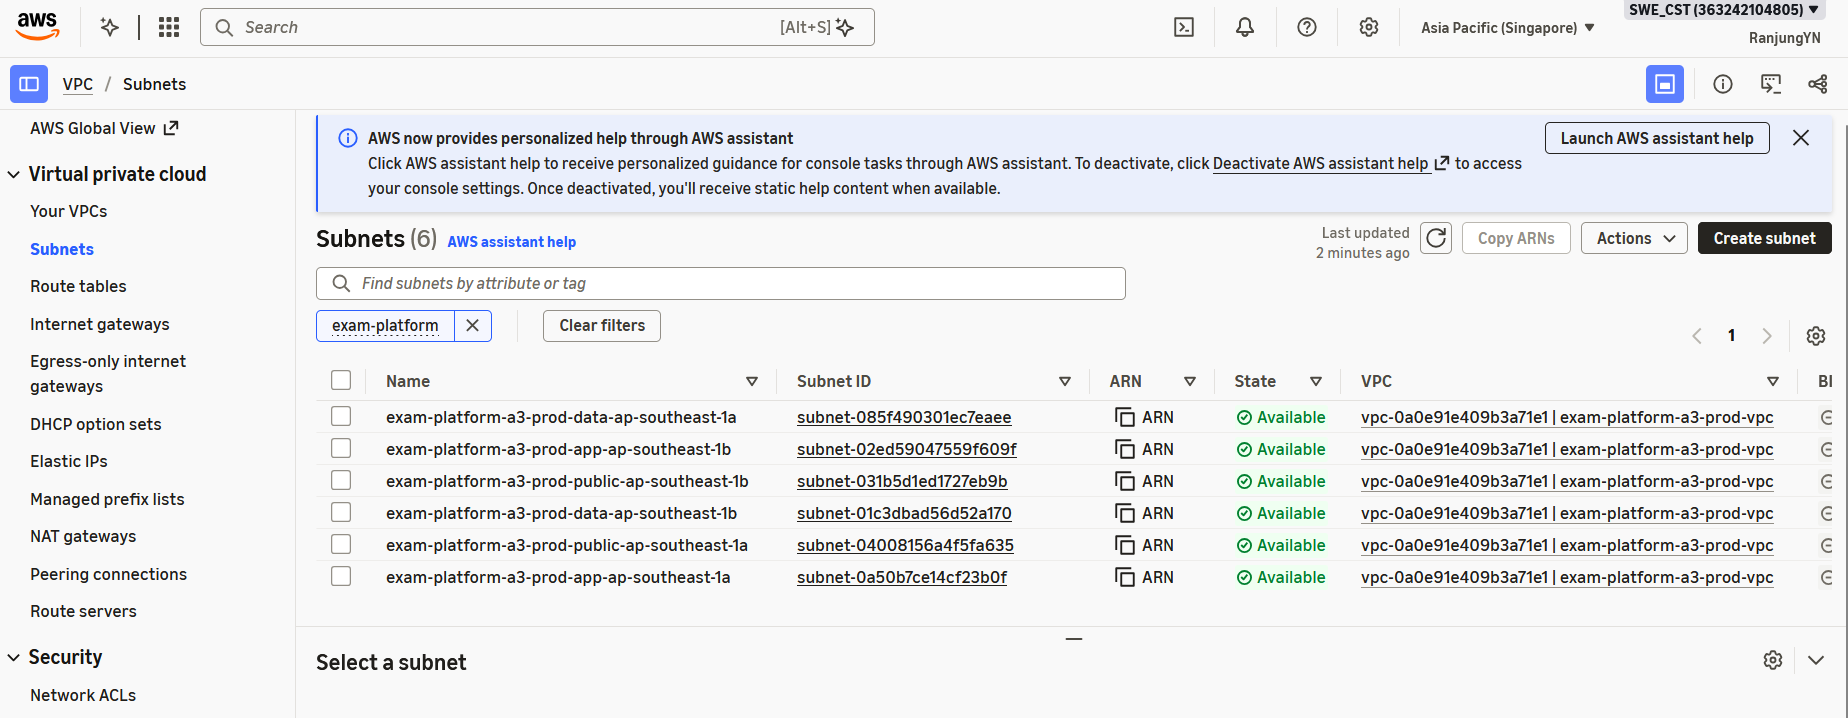 aws
Search
[Alt+S]
Asia Pacific (Singapore)
SWE_CST (363242104805)
RanjungYN
VPC / Subnets
AWS Global View
Virtual private cloud
Your VPCs
Subnets
Route tables
Internet gateways
Egress-only internet
gateways
DHCP option sets
Elastic IPs
Managed prefix lists
NAT gateways
Peering connections
Route servers
Security
Network ACLs
AWS now provides personalized help through AWS assistant
Click AWS assistant help to receive personalized guidance for console tasks through AWS assistant. To deactivate, click Deactivate AWS assistant help to access
your console settings. Once deactivated, you'll receive static help content when available.
Launch AWS assistant help
Subnets (6) AWS assistant help
Last updated
2 minutes ago
Copy ARNs
Actions
Create subnet
Find subnets by attribute or tag
exam-platform
Clear filters
1
Name Subnet ID ARN State VPC Bl
exam-platform-a3-prod-data-ap-southeast-1a subnet-085f490301ec7eaee ARN Available vpc-0a0e91e409b3a71e1 | exam-platform-a3-prod-vpc
exam-platform-a3-prod-app-ap-southeast-1b subnet-02ed59047559f609f ARN Available vpc-0a0e91e409b3a71e1 | exam-platform-a3-prod-vpc
exam-platform-a3-prod-public-ap-southeast-1b subnet-031b5d1ed1727eb9b ARN Available vpc-0a0e91e409b3a71e1 | exam-platform-a3-prod-vpc
exam-platform-a3-prod-data-ap-southeast-1b subnet-01c3dbad56d52a170 ARN Available vpc-0a0e91e409b3a71e1 | exam-platform-a3-prod-vpc
exam-platform-a3-prod-public-ap-southeast-1a subnet-04008156a4f5fa635 ARN Available vpc-0a0e91e409b3a71e1 | exam-platform-a3-prod-vpc
exam-platform-a3-prod-app-ap-southeast-1a subnet-0a50b7ce14cf23b0f ARN Available vpc-0a0e91e409b3a71e1 | exam-platform-a3-prod-vpc
Select a subnet